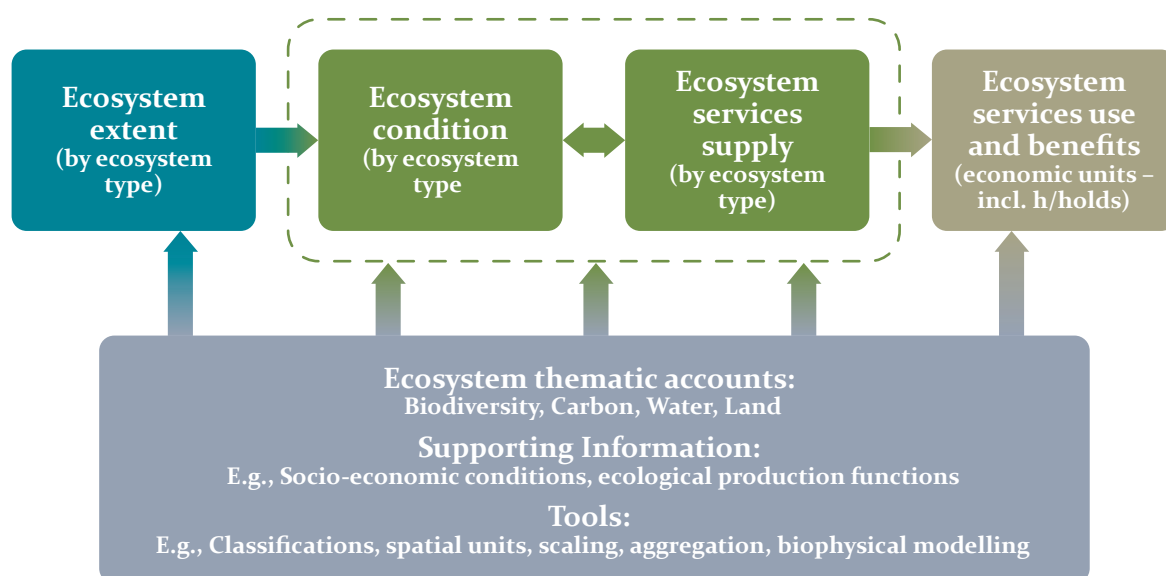 Ecosystem
extent
(by ecosystem
type)
Ecosystem
condition
(by ecosystem
type
Ecosystem
services
supply
(by ecosystem
type)
Ecosystem
services use
and benefits
(economic units –
incl. h/holds)
Ecosystem thematic accounts:
Biodiversity, Carbon, Water, Land
Supporting Information:
E.g., Socio-economic conditions, ecological production functions
Tools:
E.g., Classifications, spatial units, scaling, aggregation, biophysical modelling